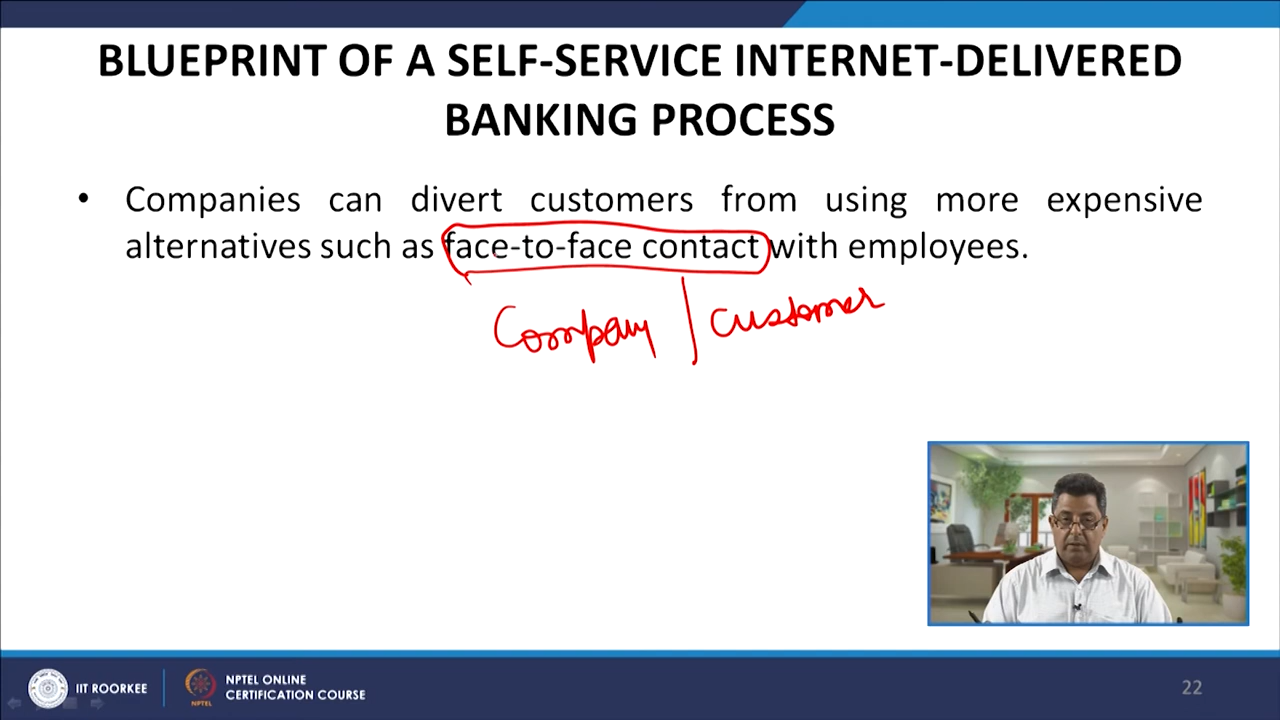 BLUEPRINT OF A SELF-SERVICE INTERNET-DELIVERED
BANKING PROCESS
• Companies can divert customers from using more expensive
alternatives such as face-to-face contact with employees.
Company | customer
IIT ROORKEE
NPTEL
NPTEL ONLINE
CERTIFICATION COURSE
22